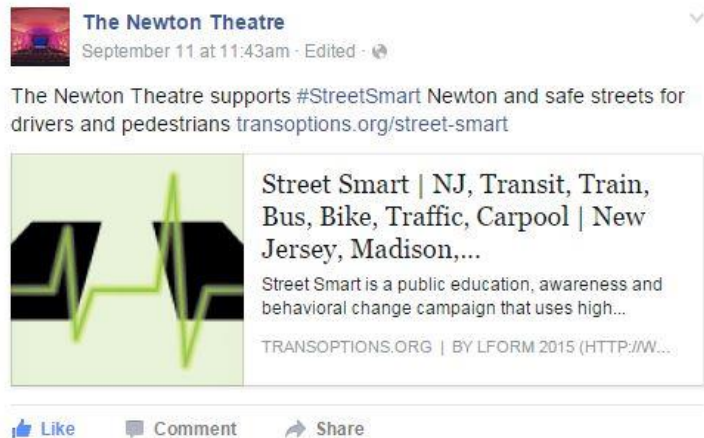 The Newton Theatre
September 11 at 11:43am · Edited ·
The Newton Theatre supports #StreetSmart Newton and safe streets for
drivers and pedestrians transoptions.org/street-smart
Street Smart | NJ, Transit, Train,
Bus, Bike, Traffic, Carpool | New
Jersey, Madison,...
Street Smart is a public education, awareness and
behavioral change campaign that uses high...
TRANSOPTIONS.ORG | BY LFORM 2015 (HTTP://W...
Like Comment Share